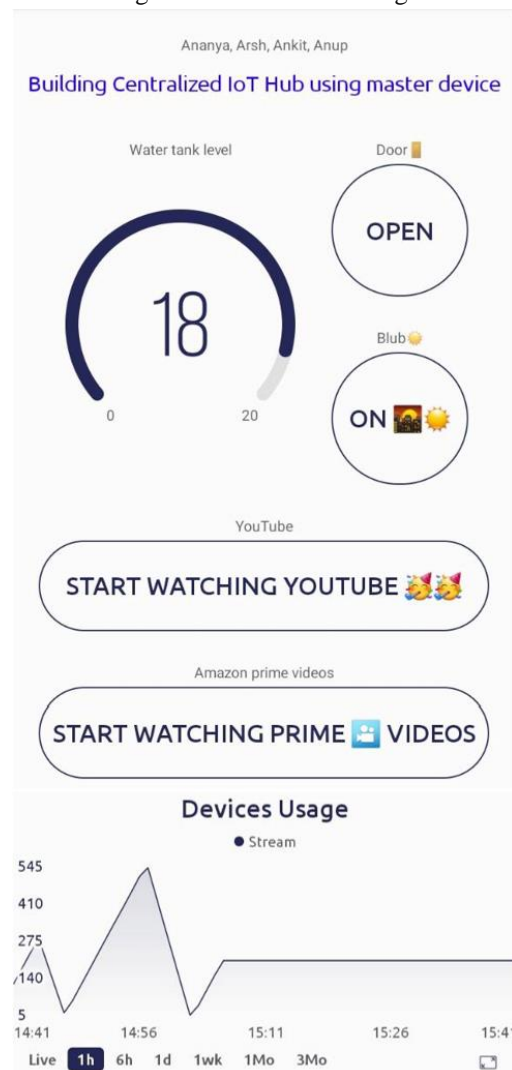 Ananya, Arsh, Ankit, Anup
Building Centralized IoT Hub using master device
Water tank level
Door🚪
18
0
20
OPEN
Blub☀️
ON 🌇☀️
YouTube
START WATCHING YOUTUBE 🥳🥳
Amazon prime videos
START WATCHING PRIME 🎦 VIDEOS
Devices Usage
Stream
545
410
275
140
5
14:41 14:56 15:11 15:26 15:41
Live 1h 6h 1d 1wk 1Mo 3Mo